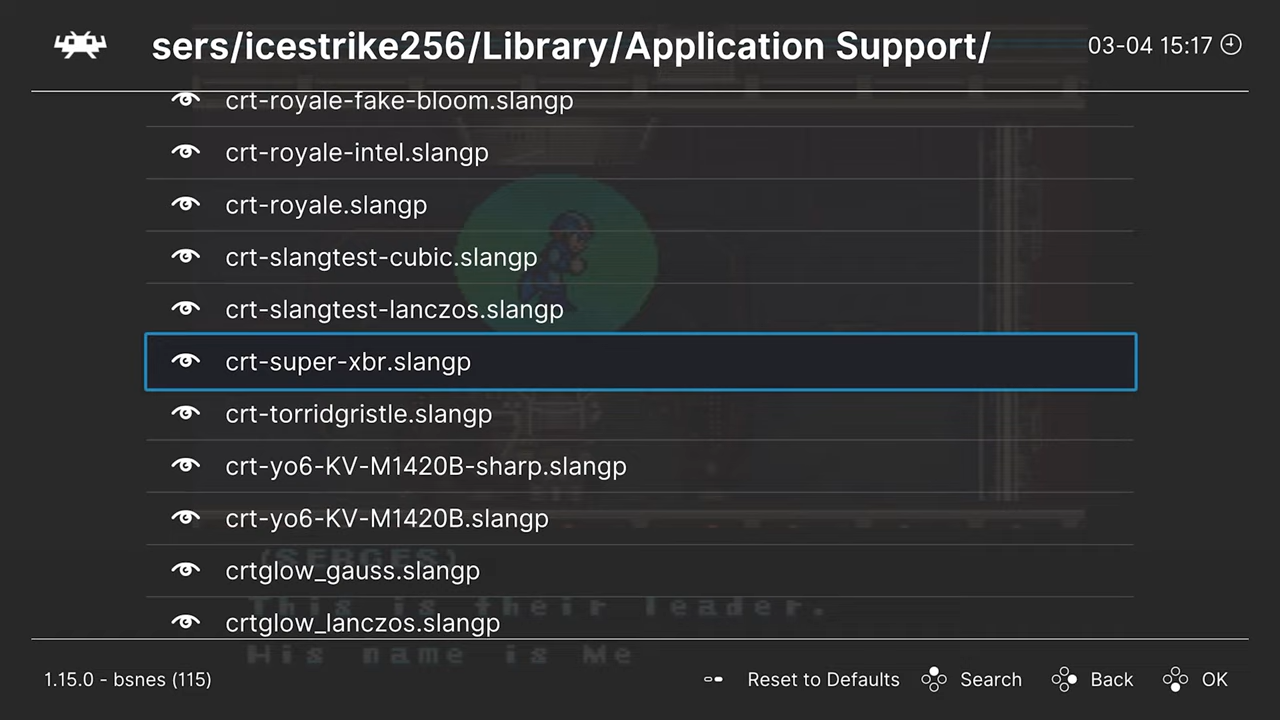 sers/icestrike256/Library/Application Support/
03-04 15:17
crt-royale-fake-bloom.slangp
crt-royale-intel.slangp
crt-royale.slangp
crt-slangtest-cubic.slangp
crt-slangtest-lanczos.slangp
crt-super-xbr.slangp
crt-torridgristle.slangp
crt-yo6-KV-M1420B-sharp.slangp
crt-yo6-KV-M1420B.slangp
(SERGES)
crtglow_gauss.slangp
This is their leader.
crtglow_lanczos.slangp
His name is Me
1.15.0 - bsnes (115)
Reset to Defaults
Search
Back
OK